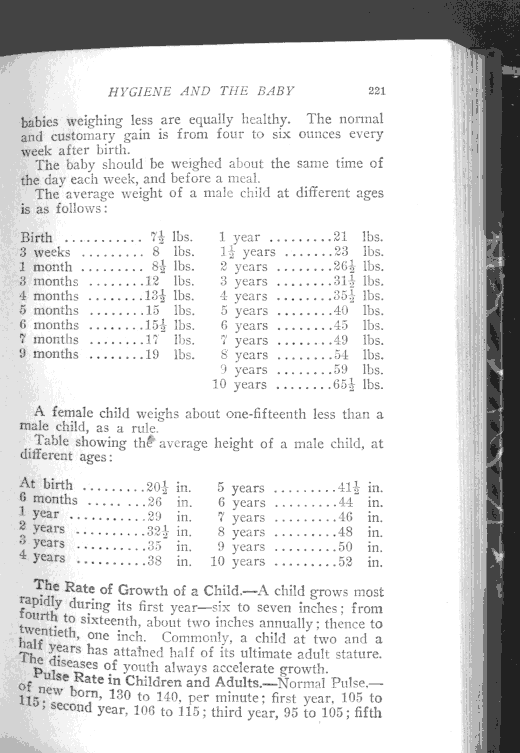 HYGIENE AND THE BABY 221
babies weighing less are equally healthy. The normal
and customary gain is from four to six ounces every
week after birth.
The baby should be weighed about the same time of
the day each week, and before a meal.
The average weight of a male child at different ages
is as follows:
Birth ........... 7½ lbs. 1 year .........21 lbs.
3 weeks ......... 8 lbs. 1½ years .......23 lbs.
1 month ......... 8½ lbs. 2 years ........26½ lbs.
3 months ........12 lbs. 3 years ........31½ lbs.
4 months ........13½ lbs. 4 years ........35½ lbs.
5 months ........15 lbs. 5 years ........40 lbs.
6 months ........15½ lbs. 6 years ........45 lbs.
7 months ........17 lbs. 7 years ........49 lbs.
9 months ........19 lbs. 8 years ........54 lbs.
9 years ........59 lbs.
10 years ........65½ lbs.
A female child weighs about one-fifteenth less than a
male child, as a rule.
Table showing the average height of a male child, at
different ages:
At birth .........20½ in. 5 years .........41½ in.
6 months ..... ...26 in. 6 years .........44 in.
1 year ...........29 in. 7 years .........46 in.
2 years ..........32½ in. 8 years .........48 in.
3 years ..........35 in. 9 years .........50 in.
4 years ..........38 in. 10 years .........52 in.
The Rate of Growth of a Child.—A child grows most
rapidly during its first year—six to seven inches; from
fourth to sixteenth, about two inches annually; thence to
twentieth, one inch. Commonly, a child at two and a
half years has attained half of its ultimate adult stature.
The diseases of youth always accelerate growth.
Pulse Rate in Children and Adults.—Normal Pulse.—
of new born, 130 to 140, per minute; first year, 105 to
115; second year, 106 to 115; third year, 95 to 105; fifth